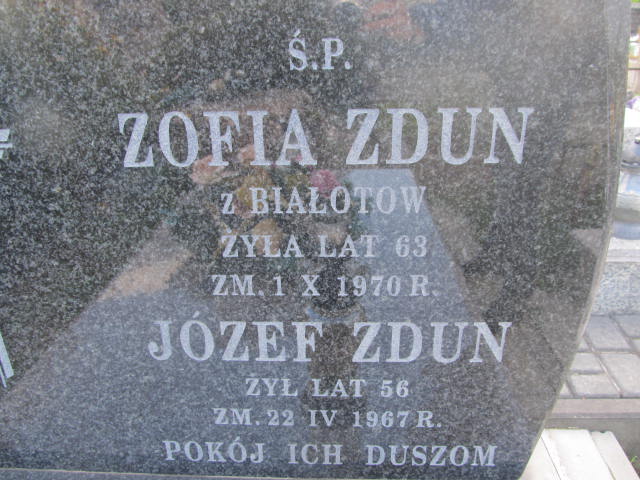 Ś.P.
ZOFIA ZDUN
z BIAŁOTOW
ŻYŁA LAT 63
ZM. 1 X 1970 R.
JÓZEF ZDUN
ŻYŁ LAT 56
ZM. 22 IV 1967 R.
POKÓJ ICH DUSZOM